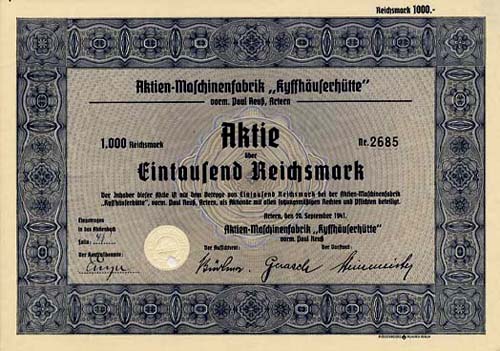 Reichsmark 1000.-
Aktien-Maschinenfabrik „Kyffhäuserhütte"
vorm. Paul Reuß, Artern
1,000 Reichsmark
Aktie
Nr. 2685
über
Eintausend Reichsmark
Der Inhaber dieser Aktie ist mit dem Betrage von Eintausend Reichsmark bei der Aktien-Maschinenfabrik
„Kyffhäuserhütte", vorm. Paul Reuß, Artern, als Aktionär mit allen satzungsmäßigen Rechten und Pflichten beteiligt.
Artern, den 20. September 1941.
Eingetragen
in das Aktienbuch
Seite 41
Aktien-Maschinenfabrik „Kyffhäuserhütte"
vorm. Paul Reuß
Der Kontrollbeamte:
Der Aufsichtsrat:
Der Vorstand: